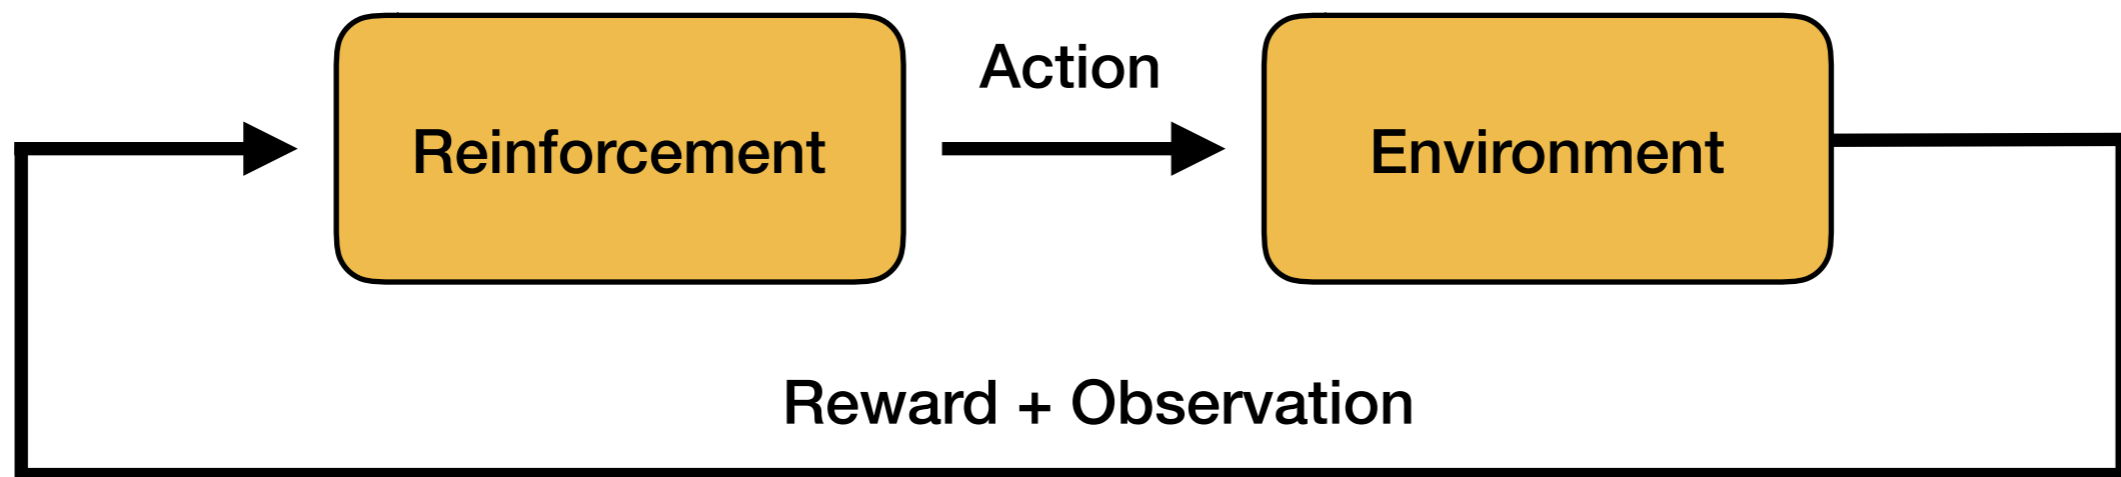 Action
Reinforcement
Environment
Reward + Observation